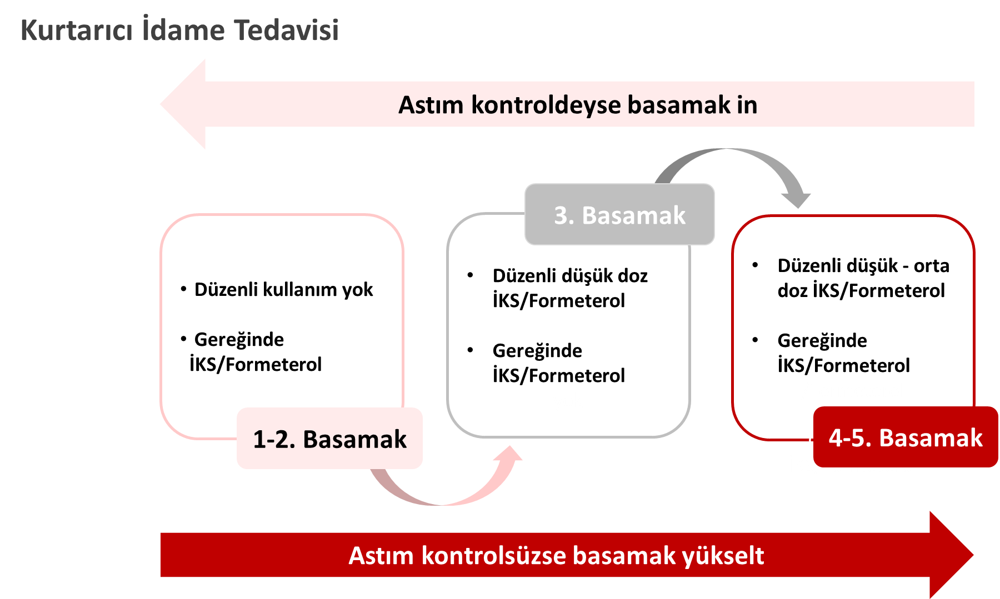 Kurtarıcı İdame Tedavisi
Astım kontroldeyse basamak in
• Düzenli kullanım yok
• Gereğinde
İKS/Formeterol
1-2. Basamak
3. Basamak
• Düzenli düşük doz
İKS/Formeterol
• Gereğinde
İKS/Formeterol
• Düzenli düşük - orta
doz İKS/Formeterol
• Gereğinde
İKS/Formeterol
4-5. Basamak
Astım kontrolsüzse basamak yükselt